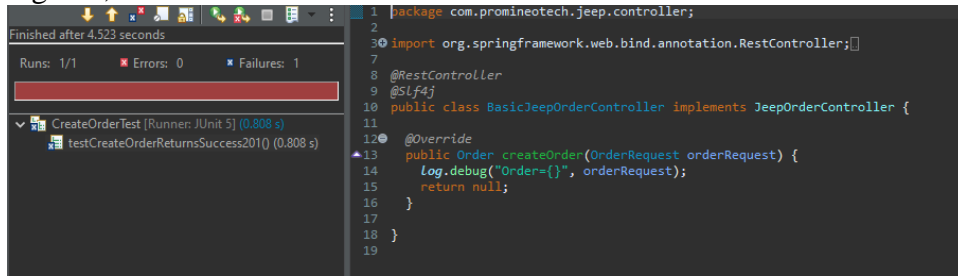 Finished after 4.523 seconds
Runs: 1/1 Errors: 0 Failures: 1
CreateOrderTest [Runner: JUnit 5] (0.808 s)
testCreateOrderReturnsSuccess201() (0.808 s)
1 package com.promineotech.jeep.controller;
2
3 import org.springframework.web.bind.annotation.RestController;
7
8 @RestController
9 @Slf4j
10 public class BasicJeepOrderController implements JeepOrderController {
11
12 @Override
13 public Order createOrder(OrderRequest orderRequest) {
14 log.debug("Order={}", orderRequest);
15 return null;
16 }
17
18 }
19